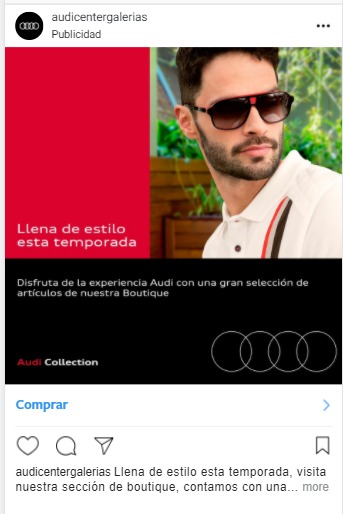 audicentergalerias
Publicidad
Llena de estilo
esta temporada
Disfruta de la experiencia Audi con una gran selección de
artículos de nuestra Boutique
Audi Collection
Comprar
audicentergalerias Llena de estilo esta temporada, visita
nuestra sección de boutique, contamos con una... more